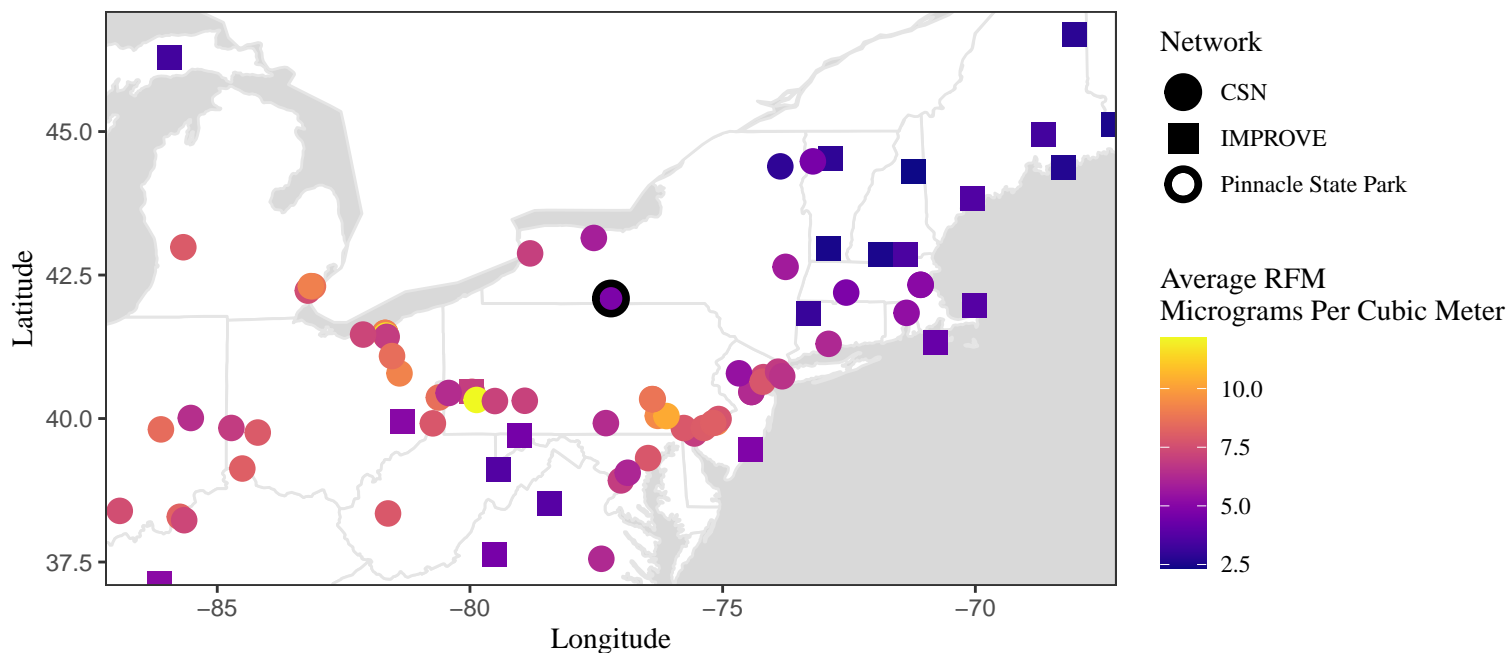 45.0
42.5
40.0
37.5
Latitude
−85
−80
−75
−70
Longitude
Network
CSN
IMPROVE
Pinnacle State Park
Average RFM
Micrograms Per Cubic Meter
10.0
7.5
5.0
2.5